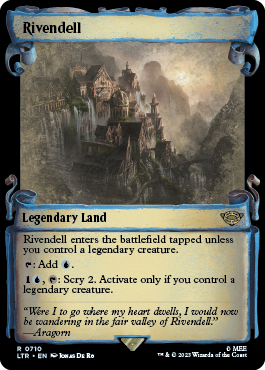 Rivendell
Legendary Land
Rivendell enters the battlefield tapped unless
you control a legendary creature.
: Add .
1 , : Scry 2. Activate only if you control a
legendary creature.
"Were I to go where my heart dwells, I would
now be wandering in the fair valley of Rivendell."
—Aragorn
R 0710
LTR • EN Jonas De Ro
0 MEE
™ & © 2023 Wizards of the Coast